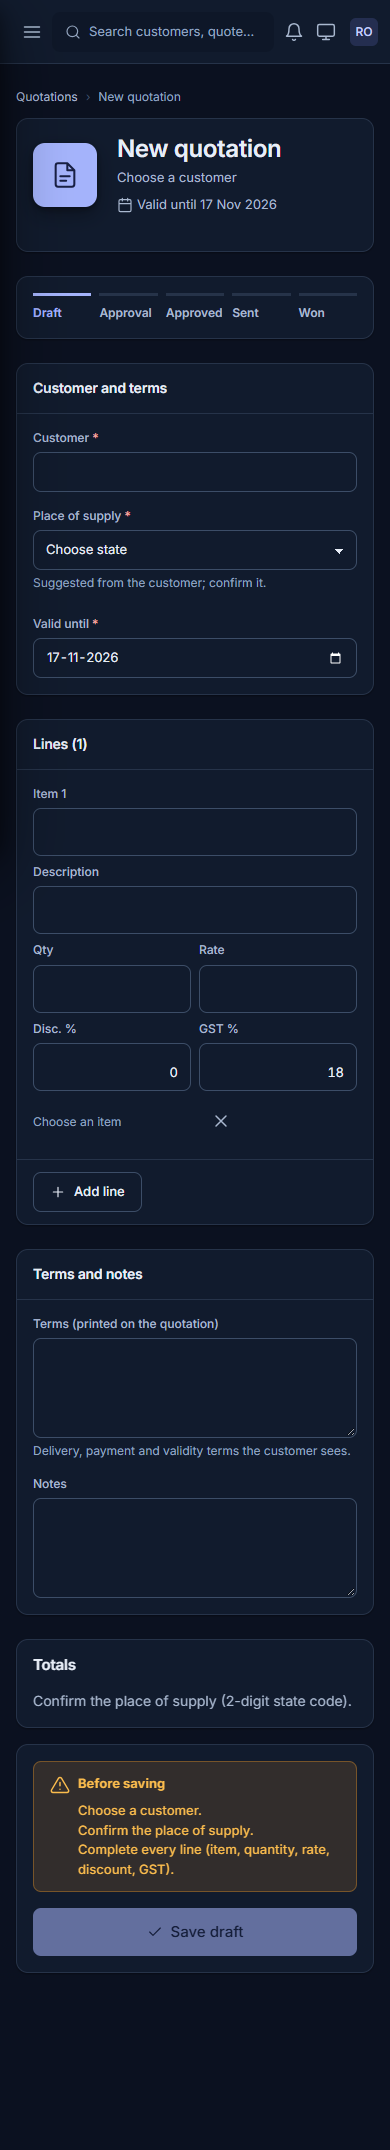 Search customers, quote...
RO
Quotations › New quotation
New quotation
Choose a customer
Valid until 17 Nov 2026
Draft Approval Approved Sent Won
Customer and terms
Customer *
Place of supply *
Choose state
Suggested from the customer; confirm it.
Valid until *
17-11-2026
Lines (1)
Item 1
Description
Qty Rate
Disc. % GST %
0 18
Choose an item
Add line
Terms and notes
Terms (printed on the quotation)
Delivery, payment and validity terms the customer sees.
Notes
Totals
Confirm the place of supply (2-digit state code).
Before saving
Choose a customer.
Confirm the place of supply.
Complete every line (item, quantity, rate,
discount, GST).
Save draft